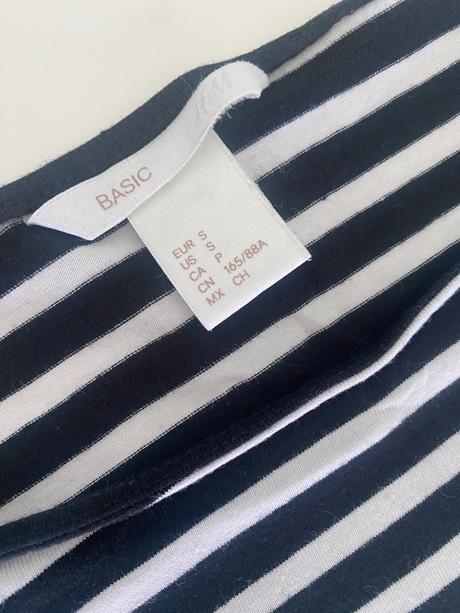 H&M
BASIC
EUR S
US S
CA P
CN 165/88A
MX CH